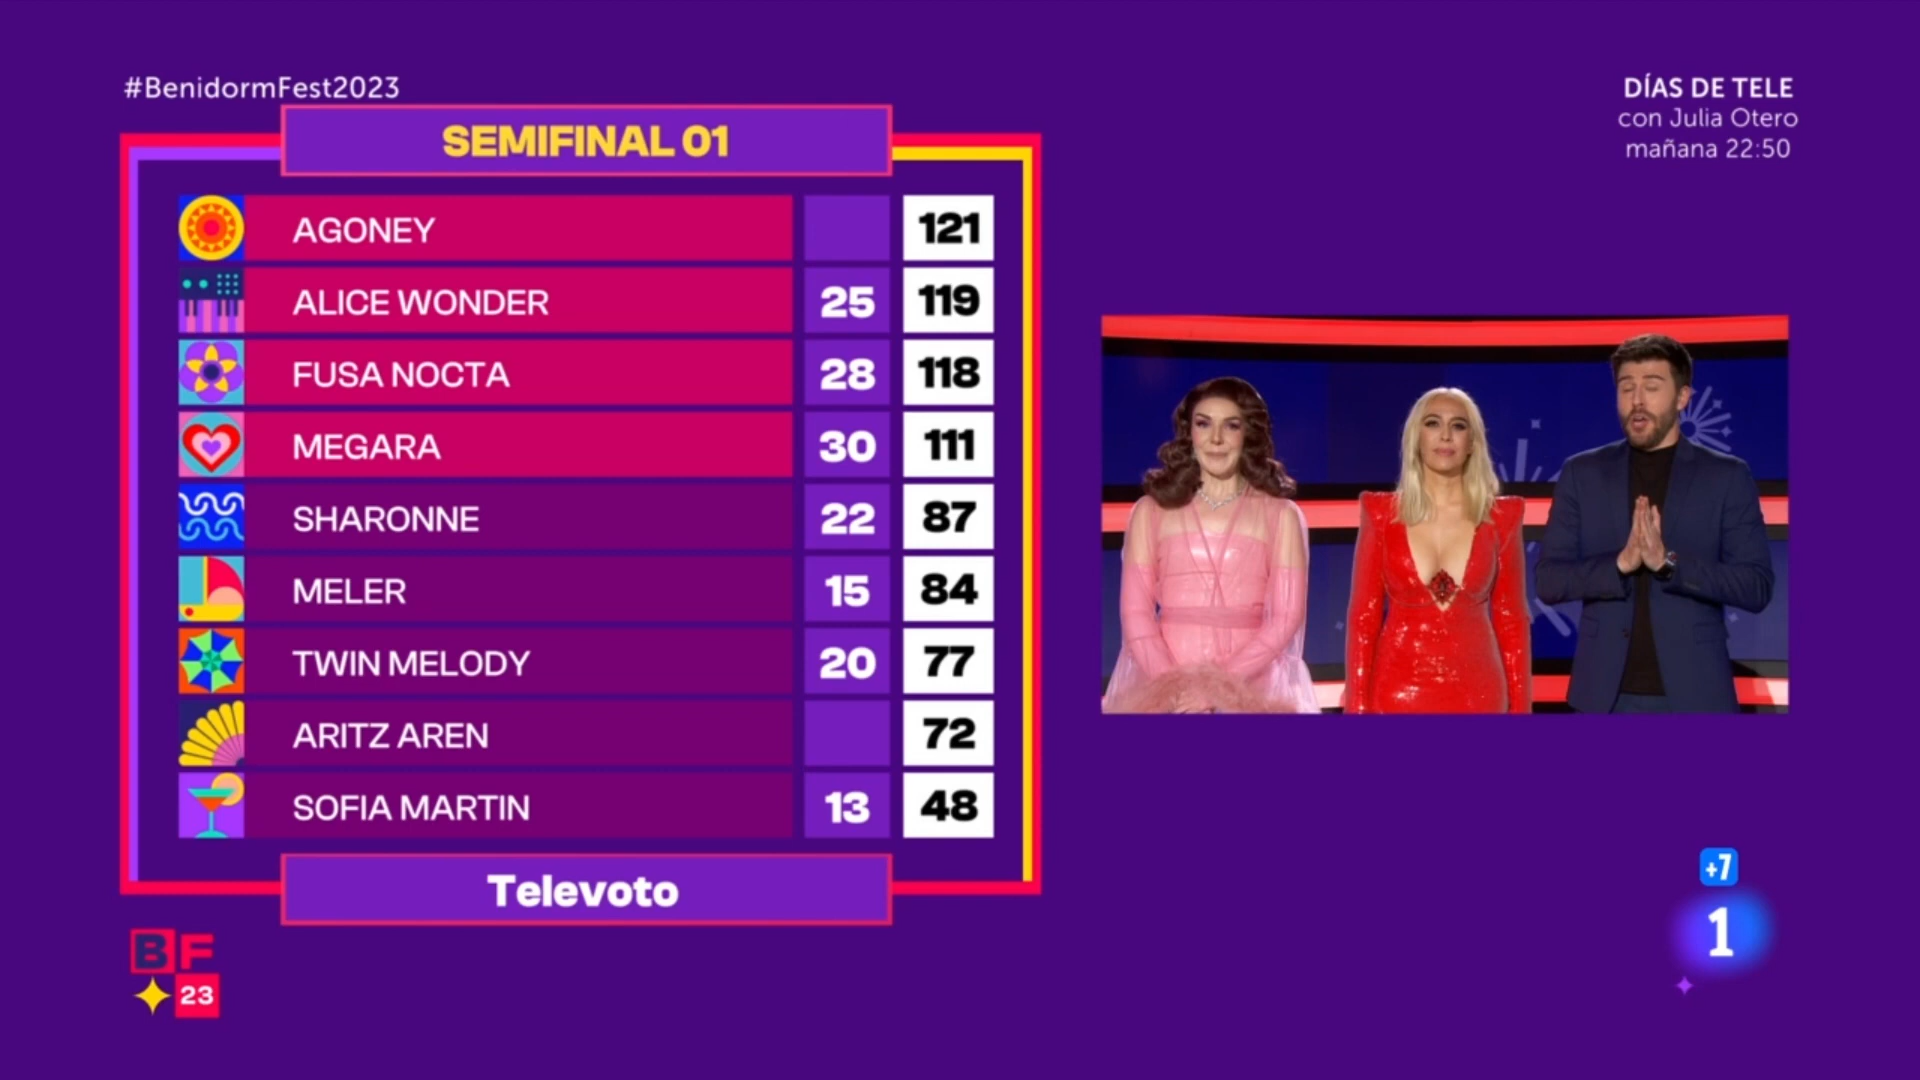 #BenidormFest2023
DÍAS DE TELE
con Julia Otero
mañana 22:50
SEMIFINAL 01
AGONEY 121
ALICE WONDER 25 119
FUSA NOCTA 28 118
MEGARA 30 111
SHARONNE 22 87
MELER 15 84
TWIN MELODY 20 77
ARITZ AREN 72
SOFIA MARTIN 13 48
Televoto
BF
23
+7
1